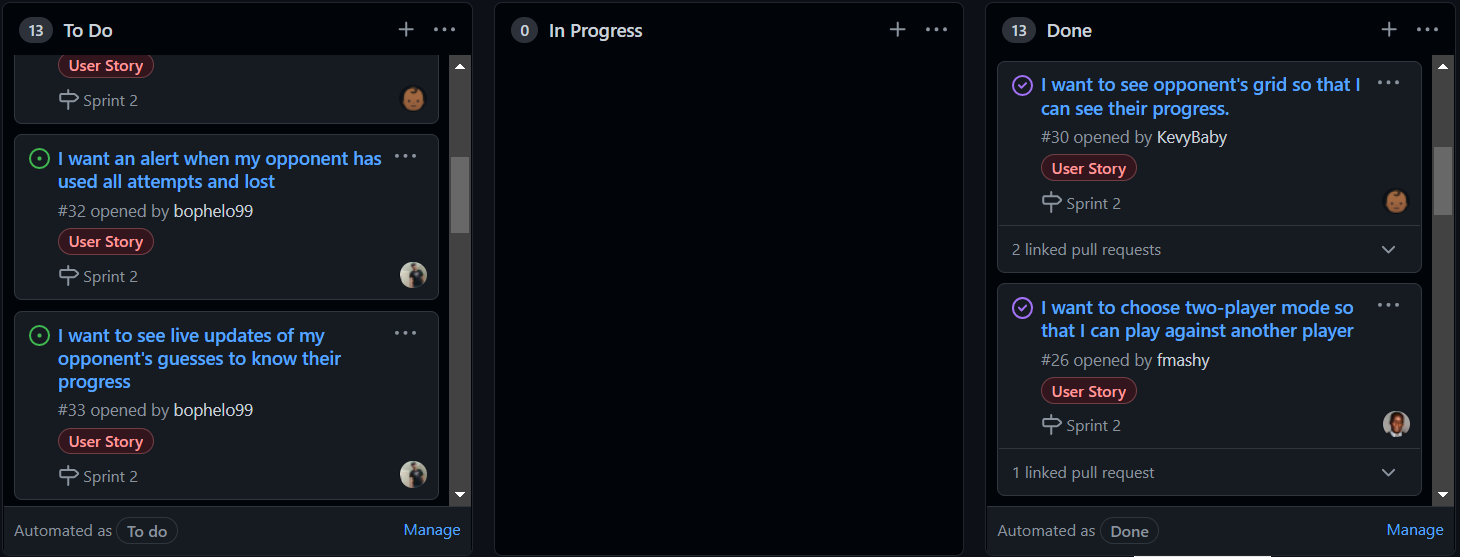 13 To Do
User Story
Sprint 2
I want an alert when my opponent has
used all attempts and lost
#32 opened by bophelo99
User Story
Sprint 2
I want to see live updates of my
opponent's guesses to know their
progress
#33 opened by bophelo99
User Story
Sprint 2
Automated as To do Manage
0 In Progress
13 Done
I want to see opponent's grid so that I
can see their progress.
#30 opened by KevyBaby
User Story
Sprint 2
2 linked pull requests
I want to choose two-player mode so
that I can play against another player
#26 opened by fmashy
User Story
Sprint 2
1 linked pull request
Automated as Done Manage